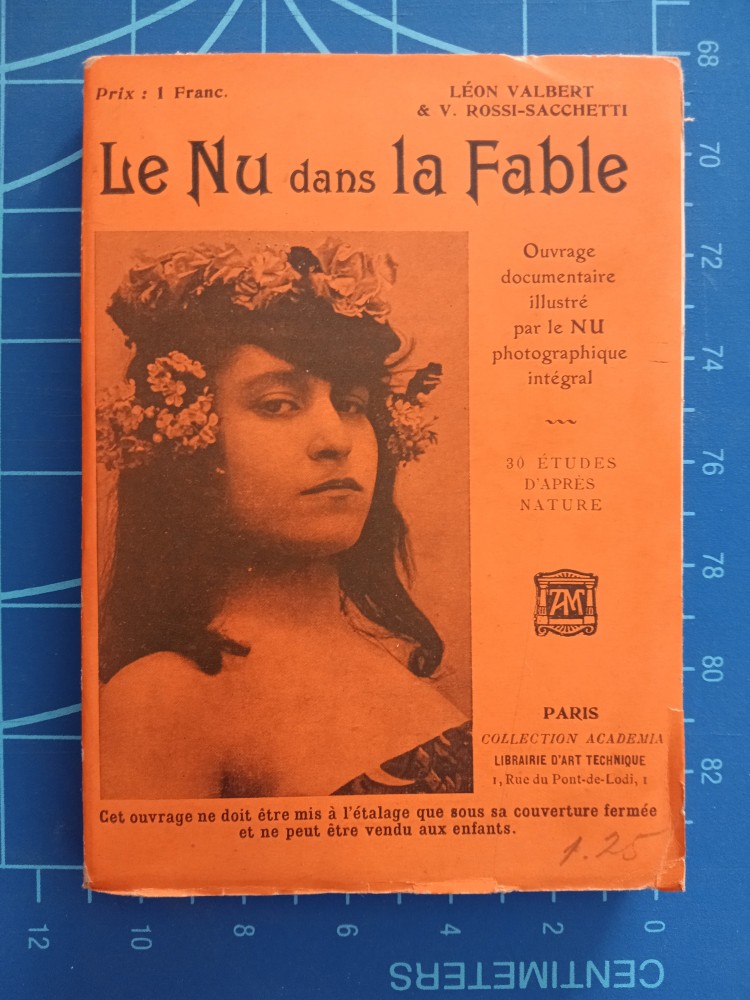 Prix : 1 Franc.
LÉON VALBERT
& V. ROSSI-SACCHETTI
Le Nu dans la Fable
Ouvrage
documentaire
illustré
par le NU
photographique
intégral
30 ÉTUDES
D'APRÈS
NATURE
AM
PARIS
COLLECTION ACADEMIA
LIBRAIRIE D'ART TECHNIQUE
1, Rue du Pont-de-Lodi, 1
Cet ouvrage ne doit être mis à l'étalage que sous sa couverture fermée
et ne peut être vendu aux enfants.
1.25
68
70
72
74
76
78
80
82
12
10
8
6
4
2
0
CENTIMETERS